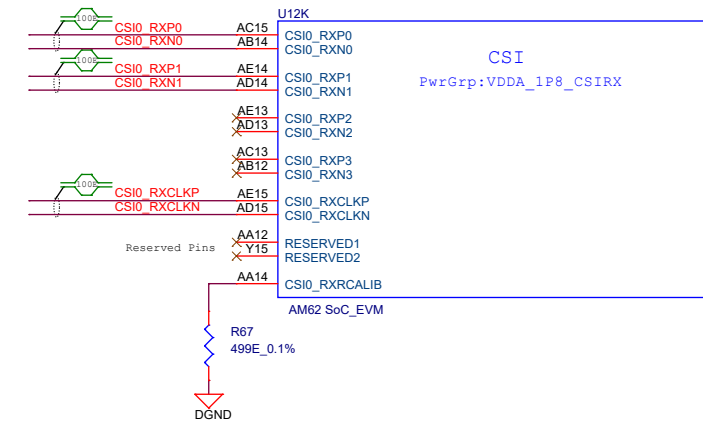 U12K
100E
CSI0_RXP0 AC15 CSI0_RXP0
CSI0_RXN0 AB14 CSI0_RXN0
CSI
100E
CSI0_RXP1 AE14 CSI0_RXP1
PwrGrp:VDDA_1P8_CSIRX
CSI0_RXN1 AD14 CSI0_RXN1
AE13 CSI0_RXP2
AD13 CSI0_RXN2
AC13 CSI0_RXP3
AB12 CSI0_RXN3
100E
CSI0_RXCLKP AE15 CSI0_RXCLKP
CSI0_RXCLKN AD15 CSI0_RXCLKN
AA12 RESERVED1
Reserved Pins Y15 RESERVED2
AA14 CSI0_RXRCALIB
AM62 SoC_EVM
R67
499E_0.1%
DGND